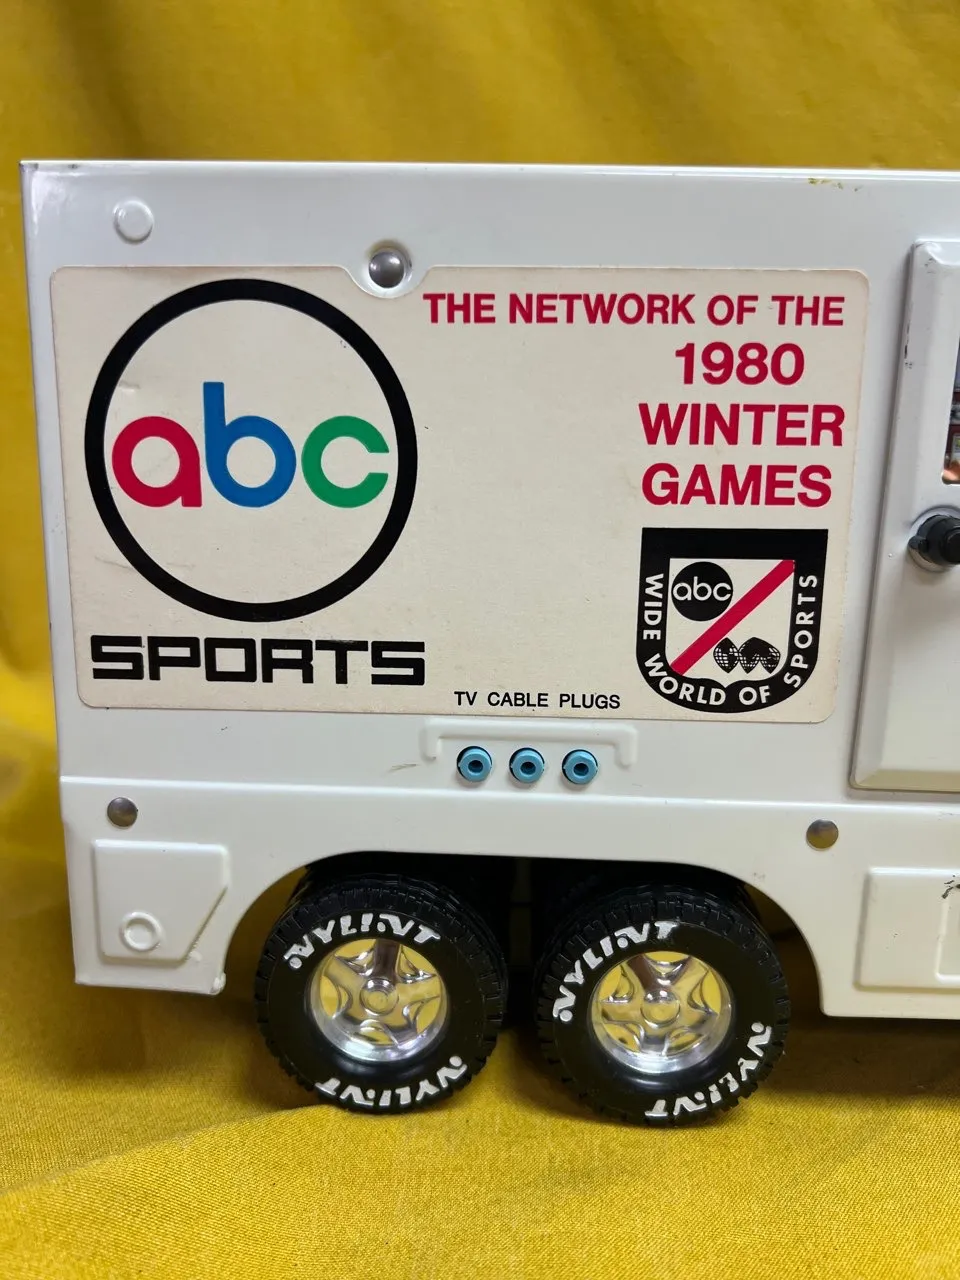 abc
SPORTS
THE NETWORK OF THE
1980
WINTER
GAMES
abc
WIDE WORLD OF SPORTS
TV CABLE PLUGS
NYLINT
NYLINT
NYLINT
NYLINT